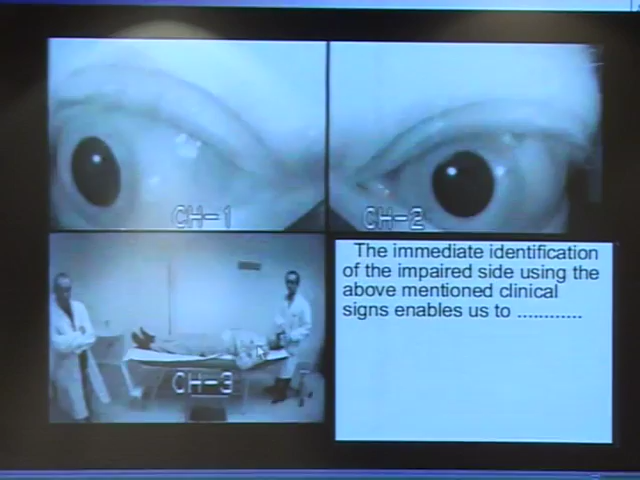 CH-1
CH-2
The immediate identification
of the impaired side using the
above mentioned clinical
signs enables us to ............
CH-3